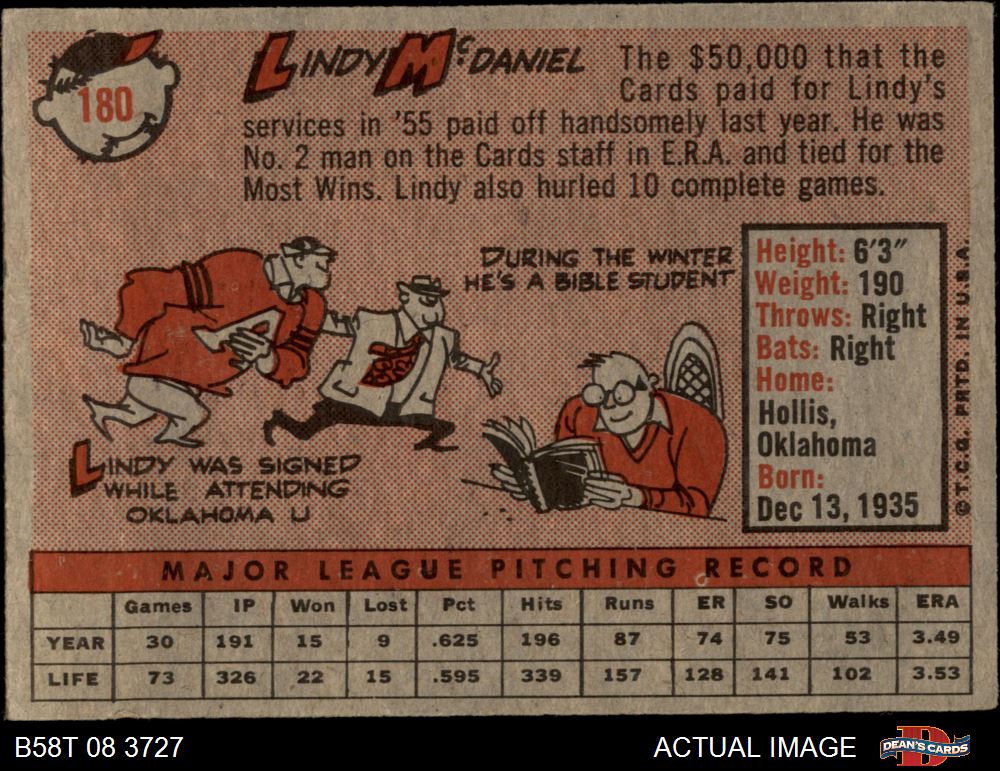 180
LINDY McDANIEL
The $50,000 that the
Cards paid for Lindy's
services in '55 paid off handsomely last year. He was
No. 2 man on the Cards staff in E.R.A. and tied for the
Most Wins. Lindy also hurled 10 complete games.
DURING THE WINTER
HE'S A BIBLE STUDENT
LINDY WAS SIGNED
WHILE ATTENDING
OKLAHOMA U
Height: 6'3"
Weight: 190
Throws: Right
Bats: Right
Home:
Hollis,
Oklahoma
Born:
Dec 13, 1935
© T.C.G. PRTD. IN U.S.A.
MAJOR LEAGUE PITCHING RECORD
Games IP Won Lost Pct Hits Runs ER SO Walks ERA
YEAR 30 191 15 9 .625 196 87 74 75 53 3.49
LIFE 73 326 22 15 .595 339 157 128 141 102 3.53
B58T 08 3727 ACTUAL IMAGE DEAN'S CARDS